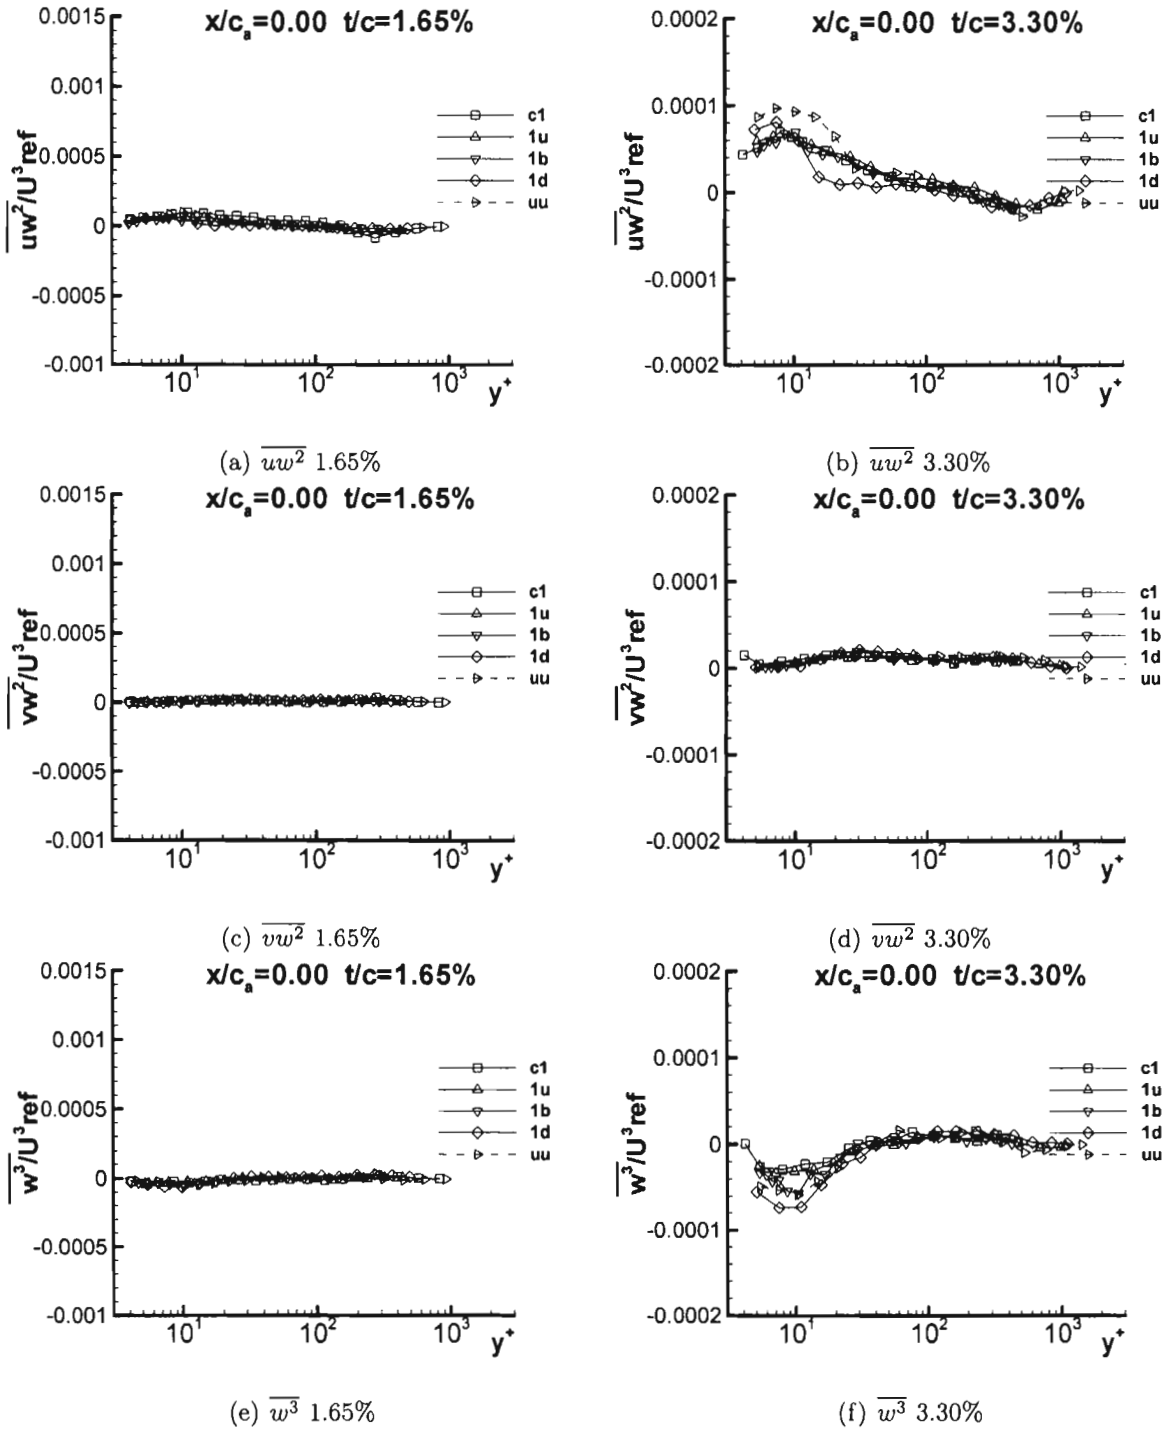 x/cₐ=0.00 t/c=1.65%
0.0015
0.001
0.0005
0
-0.0005
-0.001
uw²/U³ref
10¹ 10² 10³ y⁺
c1
1u
1b
1d
uu
(a) uw² 1.65%
x/cₐ=0.00 t/c=3.30%
0.0002
0.0001
0
-0.0001
-0.0002
uw²/U³ref
10¹ 10² 10³ y⁺
c1
1u
1b
1d
uu
(b) uw² 3.30%
x/cₐ=0.00 t/c=1.65%
0.0015
0.001
0.0005
0
-0.0005
-0.001
vw²/U³ref
10¹ 10² 10³ y⁺
c1
1u
1b
1d
uu
(c) vw² 1.65%
x/cₐ=0.00 t/c=3.30%
0.0002
0.0001
0
-0.0001
-0.0002
vw²/U³ref
10¹ 10² 10³ y⁺
c1
1u
1b
1d
uu
(d) vw² 3.30%
x/cₐ=0.00 t/c=1.65%
0.0015
0.001
0.0005
0
-0.0005
-0.001
w³/U³ref
10¹ 10² 10³ y⁺
c1
1u
1b
1d
uu
(e) w³ 1.65%
x/cₐ=0.00 t/c=3.30%
0.0002
0.0001
0
-0.0001
-0.0002
w³/U³ref
10¹ 10² 10³ y⁺
c1
1u
1b
1d
uu
(f) w³ 3.30%